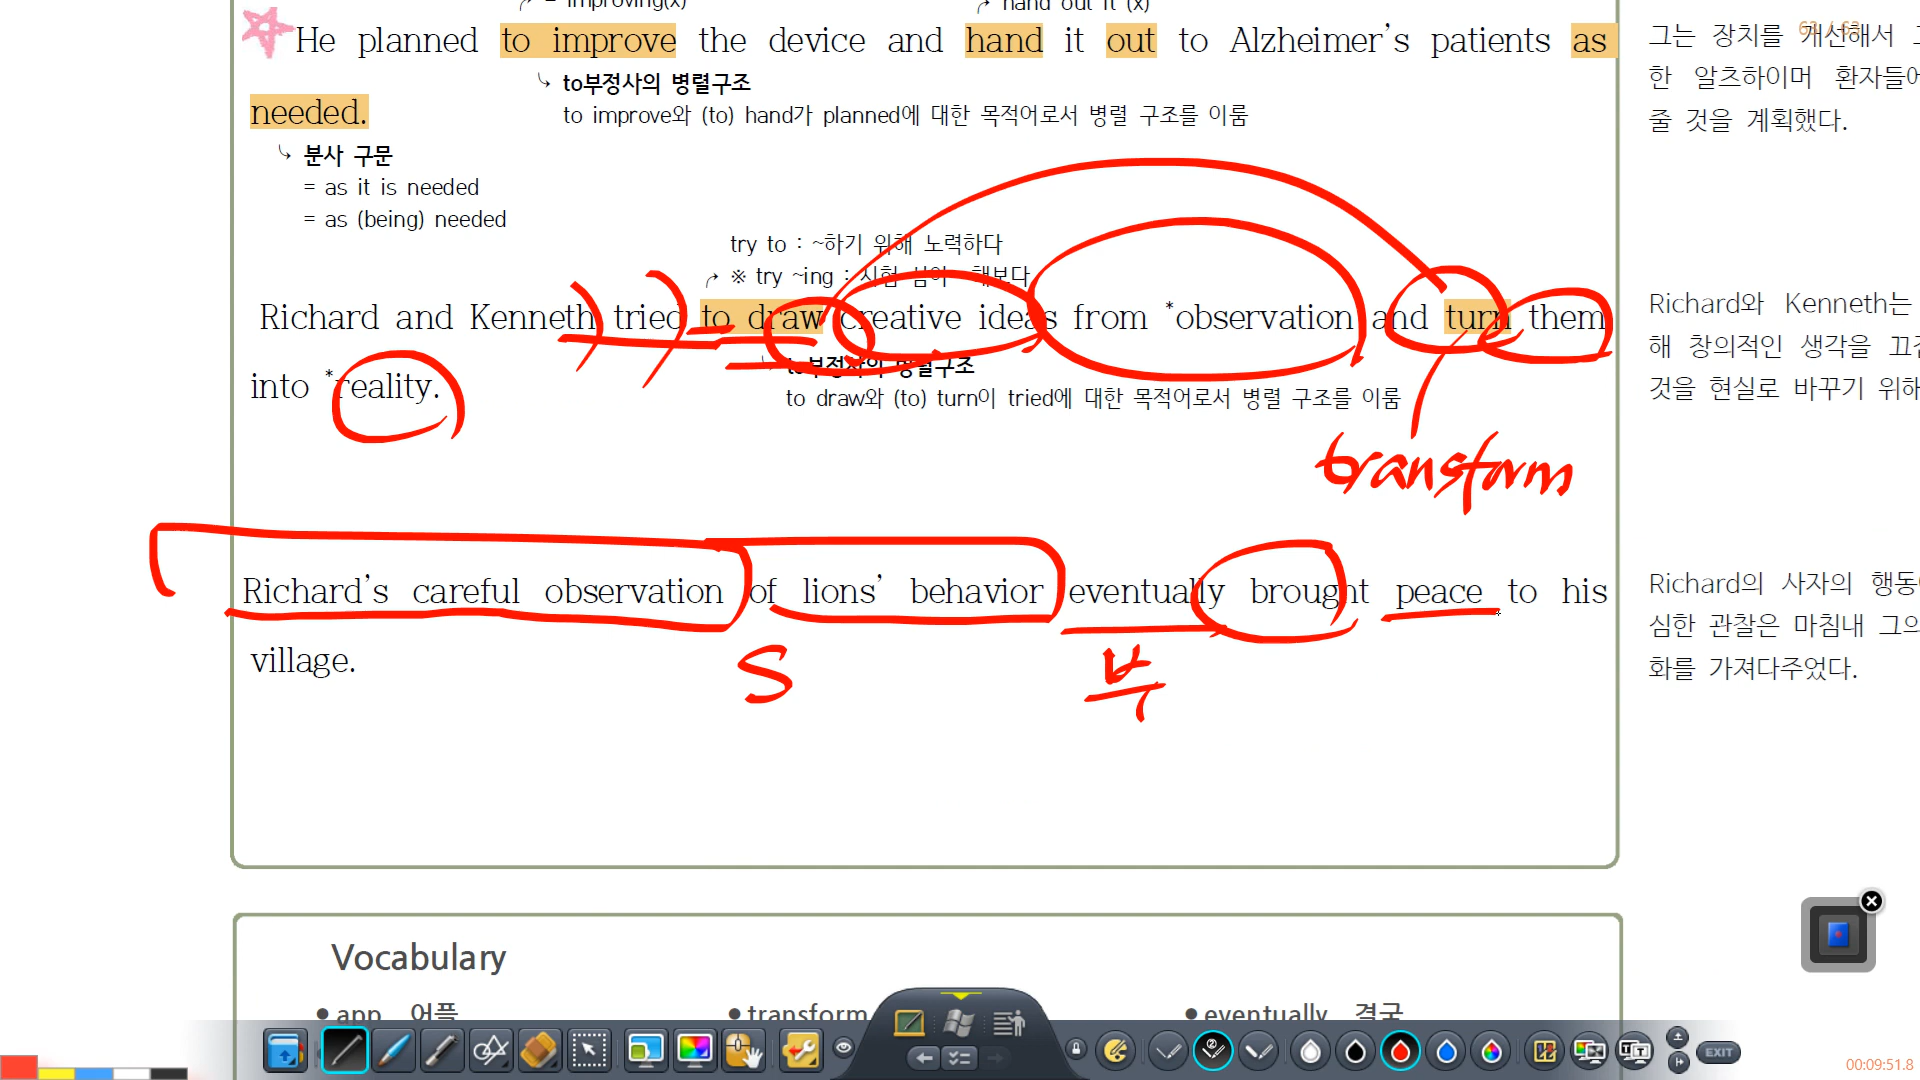 = improving(x)
hand out it (x)
He planned to improve the device and hand it out to Alzheimer's patients as
to부정사의 병렬구조
to improve와 (to) hand가 planned에 대한 목적어로서 병렬 구조를 이룸
needed.
분사 구문
= as it is needed
= as (being) needed
try to : ~하기 위해 노력하다
※ try ~ing : 시험 삼아 해보다
Richard and Kenneth tried to draw creative ideas from *observation and turn them
to부정사의 병렬구조
to draw와 (to) turn이 tried에 대한 목적어로서 병렬 구조를 이룸
into *reality.
transform
Richard's careful observation of lions' behavior eventually brought peace to his
village.
S
부
63 / 63
그는 장치를 개선해서
한 알츠하이머 환자들에
줄 것을 계획했다.
Richard와 Kenneth는
해 창의적인 생각을 끄집
것을 현실로 바꾸기 위해
Richard의 사자의 행동
심한 관찰은 마침내 그의
화를 가져다주었다.
Vocabulary
• app 어플
• transform
• eventually 결국
EXIT
00:09:51.8